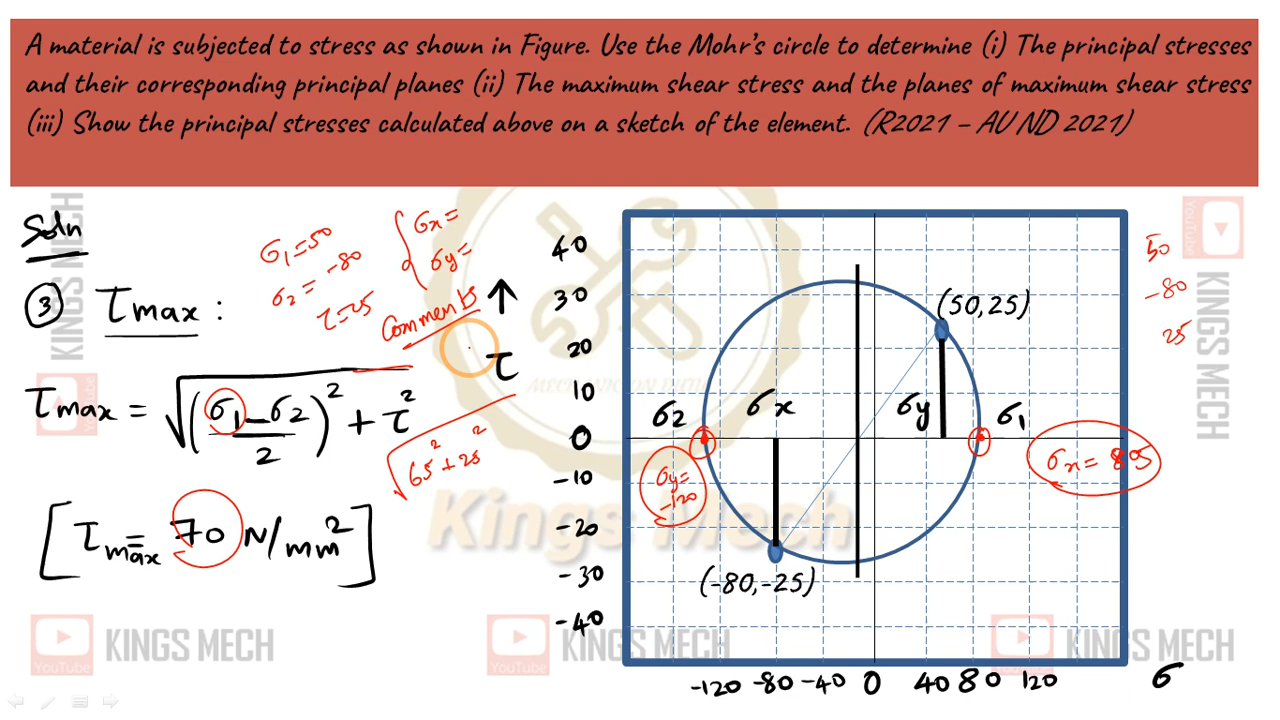 A material is subjected to stress as shown in Figure. Use the Mohr's circle to determine (i) The principal stresses
and their corresponding principal planes (ii) The maximum shear stress and the planes of maximum shear stress
(iii) Show the principal stresses calculated above on a sketch of the element. (R2021 – AU ND 2021)
Soln
③ τmax :
σ1=50
σ2= -80
τ=25
σx=
σy=
Comments
τmax = √((σ1-σ2)/2)² + τ²
√65²+25²
[τmax = 70 N/mm²]
↑
τ
40
30
20
10
0
-10
-20
-30
-40
(50,25)
σ2
σx
σy
σ1
σy=
-120
σx= 85
(-80,-25)
50
-80
25
-120 -80 -40 0 40 80 120
σ
Kings Mech
KINGS MECH
YouTube
KINGS MECH
YouTube
KINGS MECH
YouTube
KINGS MECH
YouTube
KINGS MECH
YouTube